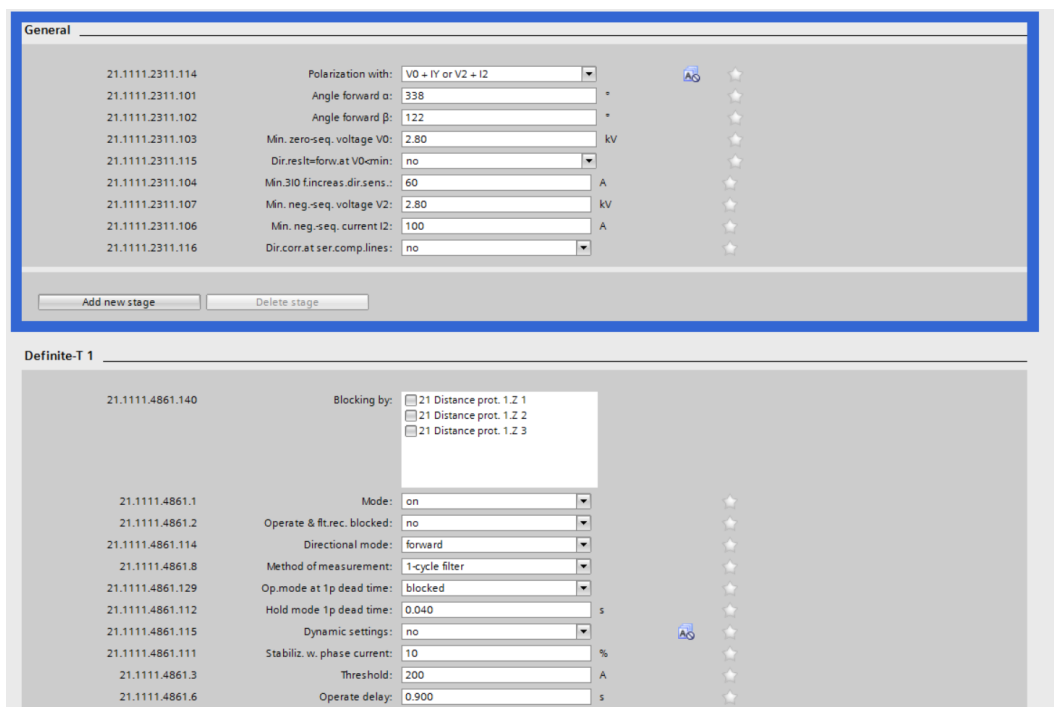 General
21.1111.2311.114 Polarization with: V0 + IY or V2 + I2
21.1111.2311.101 Angle forward α: 338 °
21.1111.2311.102 Angle forward β: 122 °
21.1111.2311.103 Min. zero-seq. voltage V0: 2.80 kV
21.1111.2311.115 Dir.reslt=forw.at V0<min: no
21.1111.2311.104 Min.3I0 f.increas.dir.sens.: 60 A
21.1111.2311.107 Min. neg.-seq. voltage V2: 2.80 kV
21.1111.2311.106 Min. neg.-seq. current I2: 100 A
21.1111.2311.116 Dir.corr.at ser.comp.lines: no
Add new stage Delete stage
Definite-T 1
21.1111.4861.140 Blocking by: 21 Distance prot. 1.Z 1
21 Distance prot. 1.Z 2
21 Distance prot. 1.Z 3
21.1111.4861.1 Mode: on
21.1111.4861.2 Operate & flt.rec. blocked: no
21.1111.4861.114 Directional mode: forward
21.1111.4861.8 Method of measurement: 1-cycle filter
21.1111.4861.129 Op.mode at 1p dead time: blocked
21.1111.4861.112 Hold mode 1p dead time: 0.040 s
21.1111.4861.115 Dynamic settings: no
21.1111.4861.111 Stabiliz. w. phase current: 10 %
21.1111.4861.3 Threshold: 200 A
21.1111.4861.6 Operate delay: 0.900 s